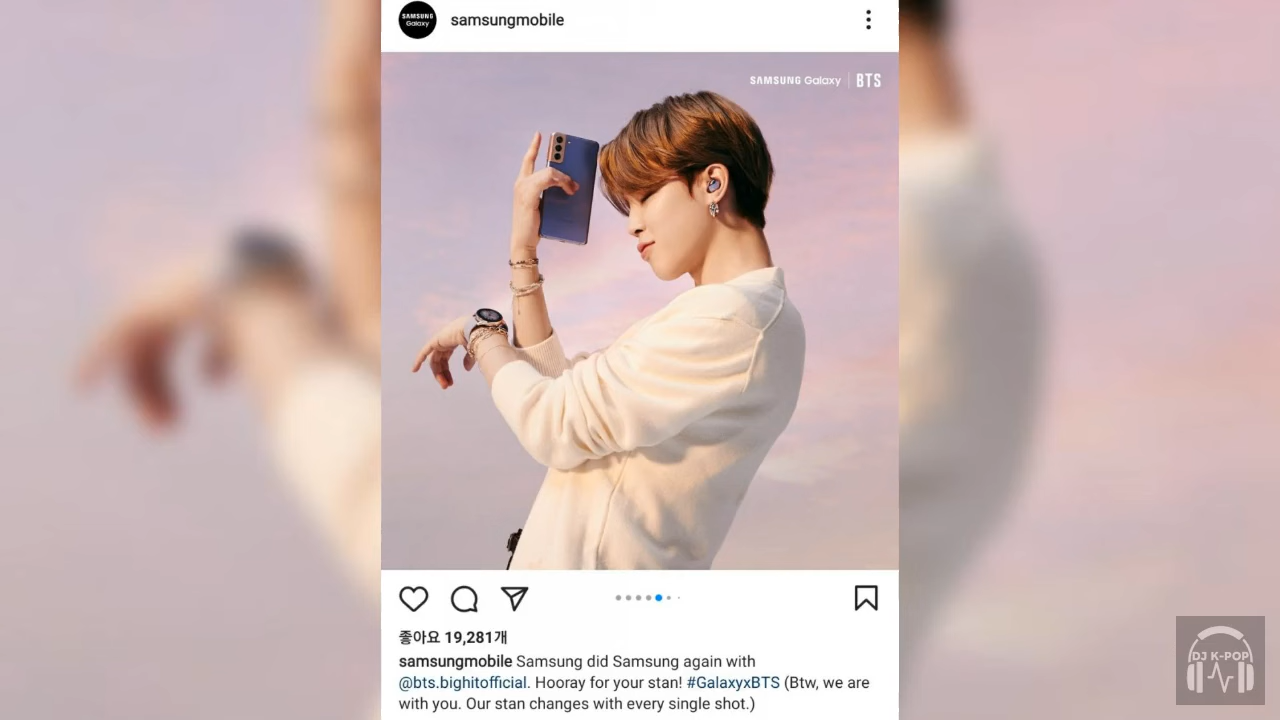 SAMSUNG
Galaxy
samsungmobile
SAMSUNG Galaxy | BTS
좋아요 19,281개
samsungmobile Samsung did Samsung again with
@bts.bighitofficial. Hooray for your stan! #GalaxyxBTS (Btw, we are
with you. Our stan changes with every single shot.)
DJ K-POP